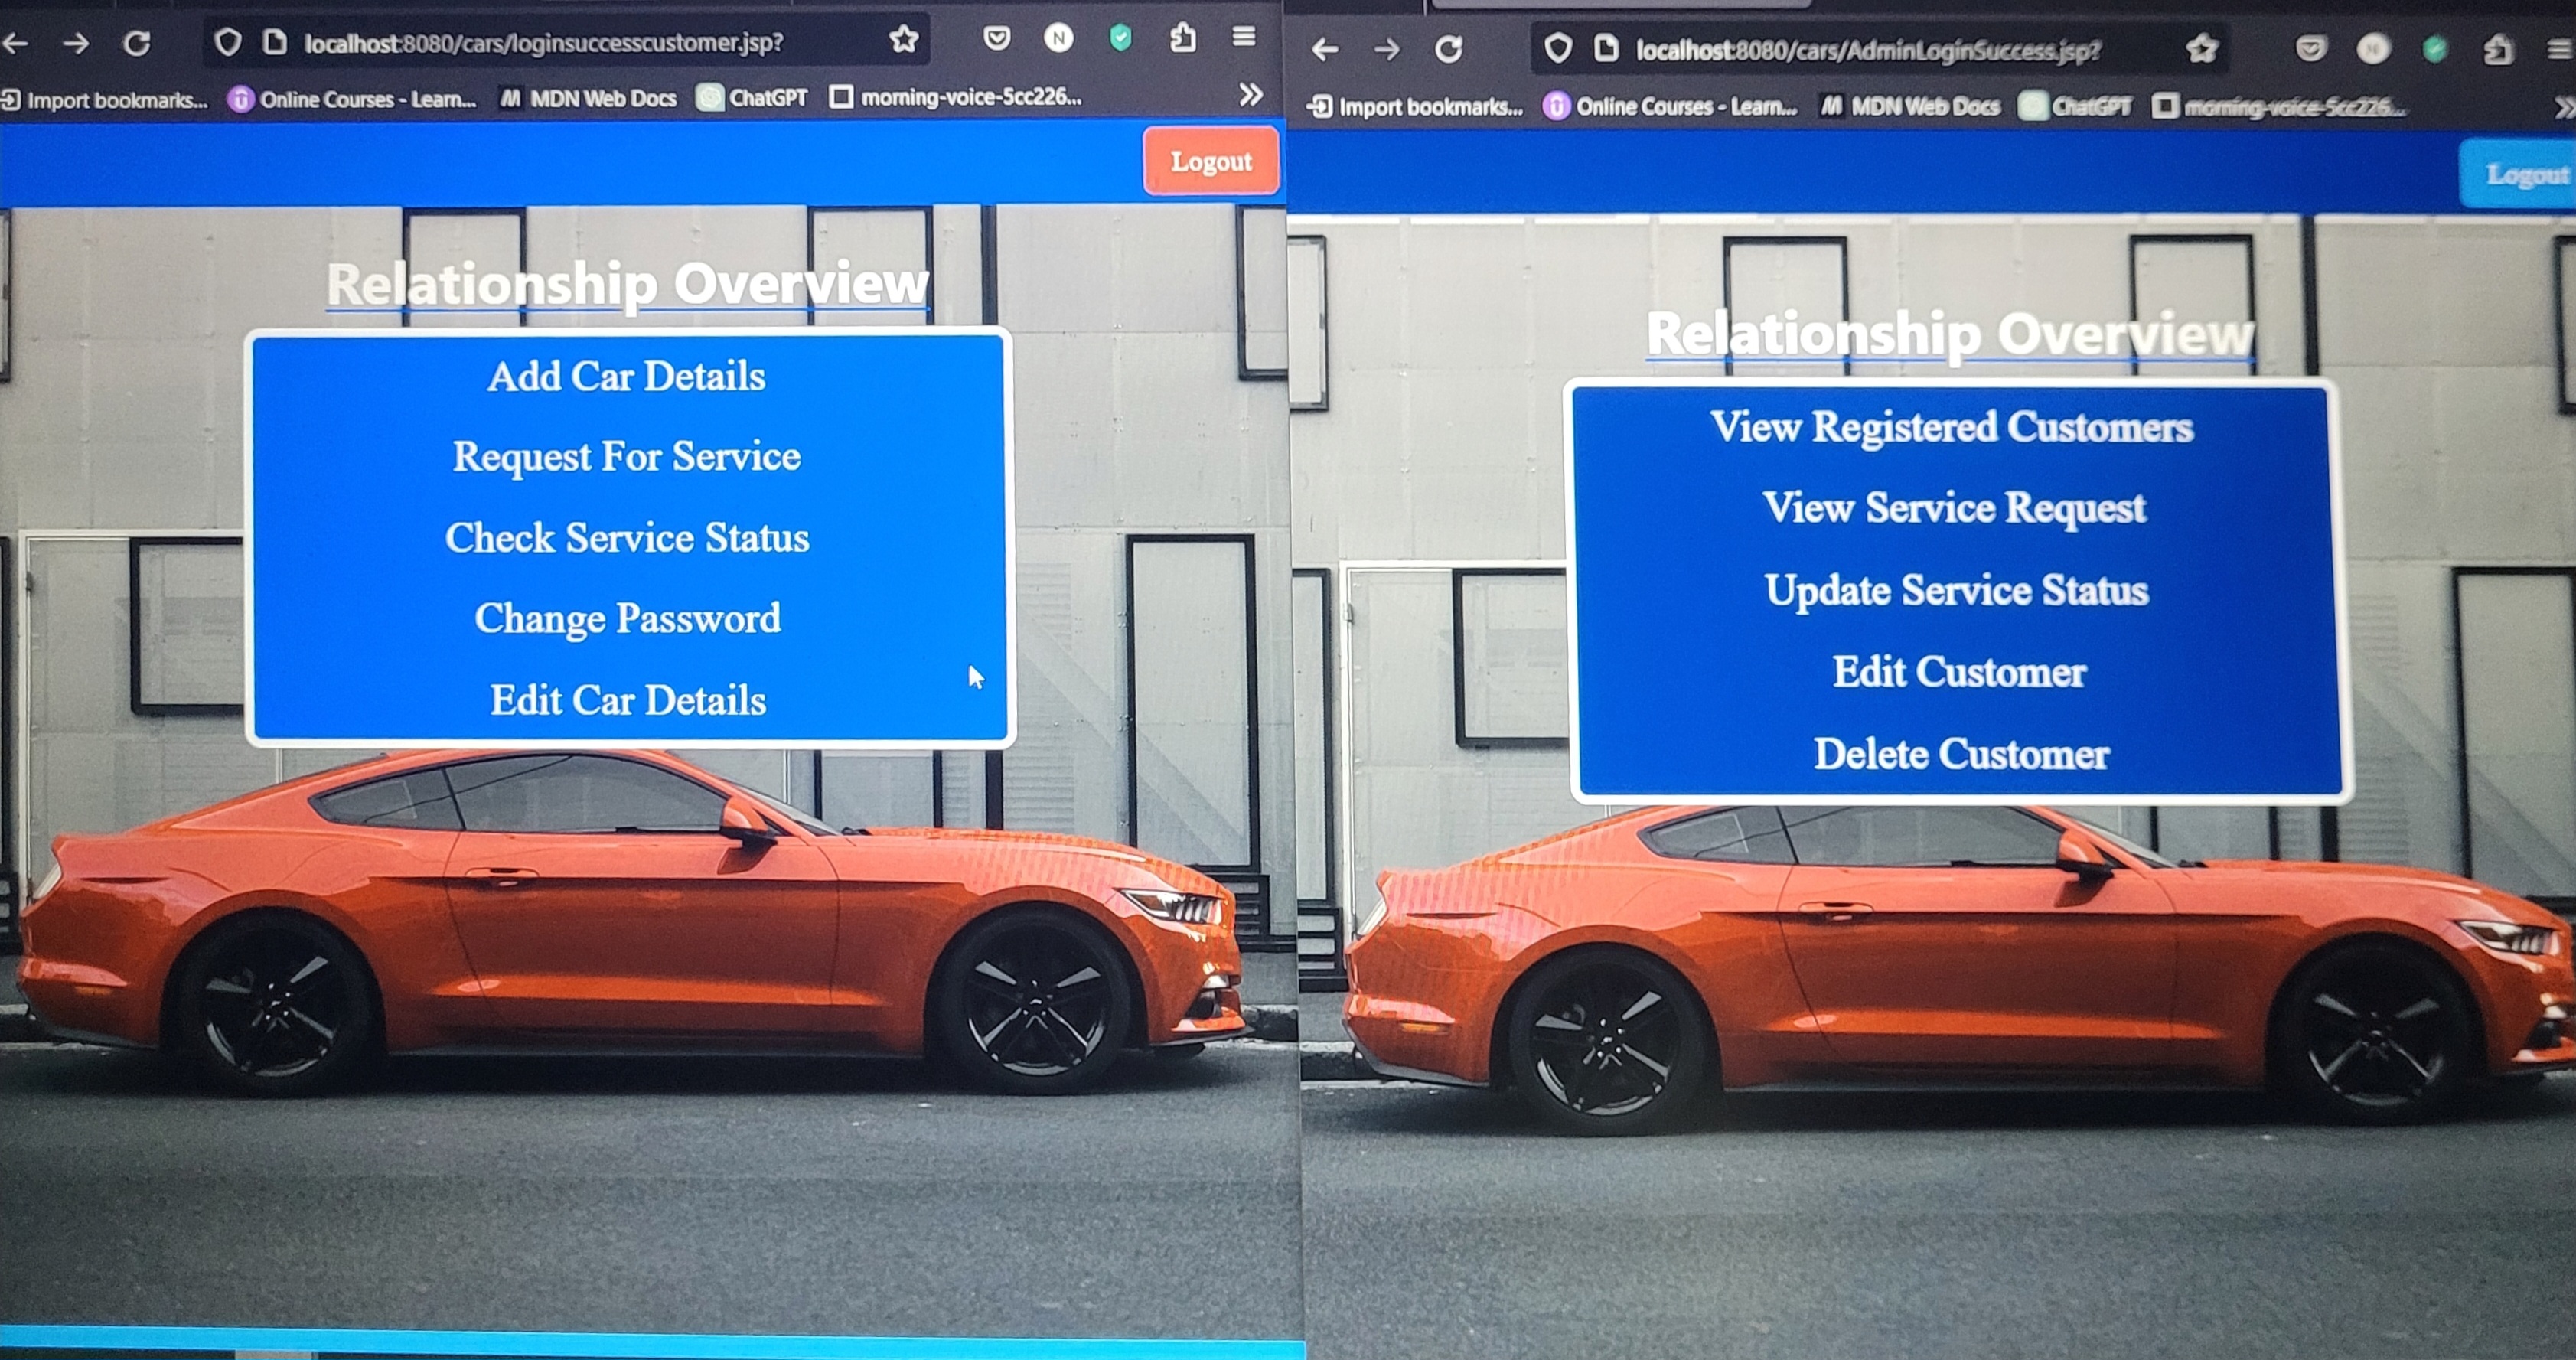 localhost:8080/cars/loginsuccesscustomer.jsp?
N
Import bookmarks...
Online Courses - Learn...
MDN Web Docs
ChatGPT
morning-voice-5cc226...
Logout
Relationship Overview
Add Car Details
Request For Service
Check Service Status
Change Password
Edit Car Details
localhost:8080/cars/AdminLoginSuccess.jsp?
N
Import bookmarks...
Online Courses - Learn...
MDN Web Docs
ChatGPT
morning-voice-5cc226...
Logout
Relationship Overview
View Registered Customers
View Service Request
Update Service Status
Edit Customer
Delete Customer